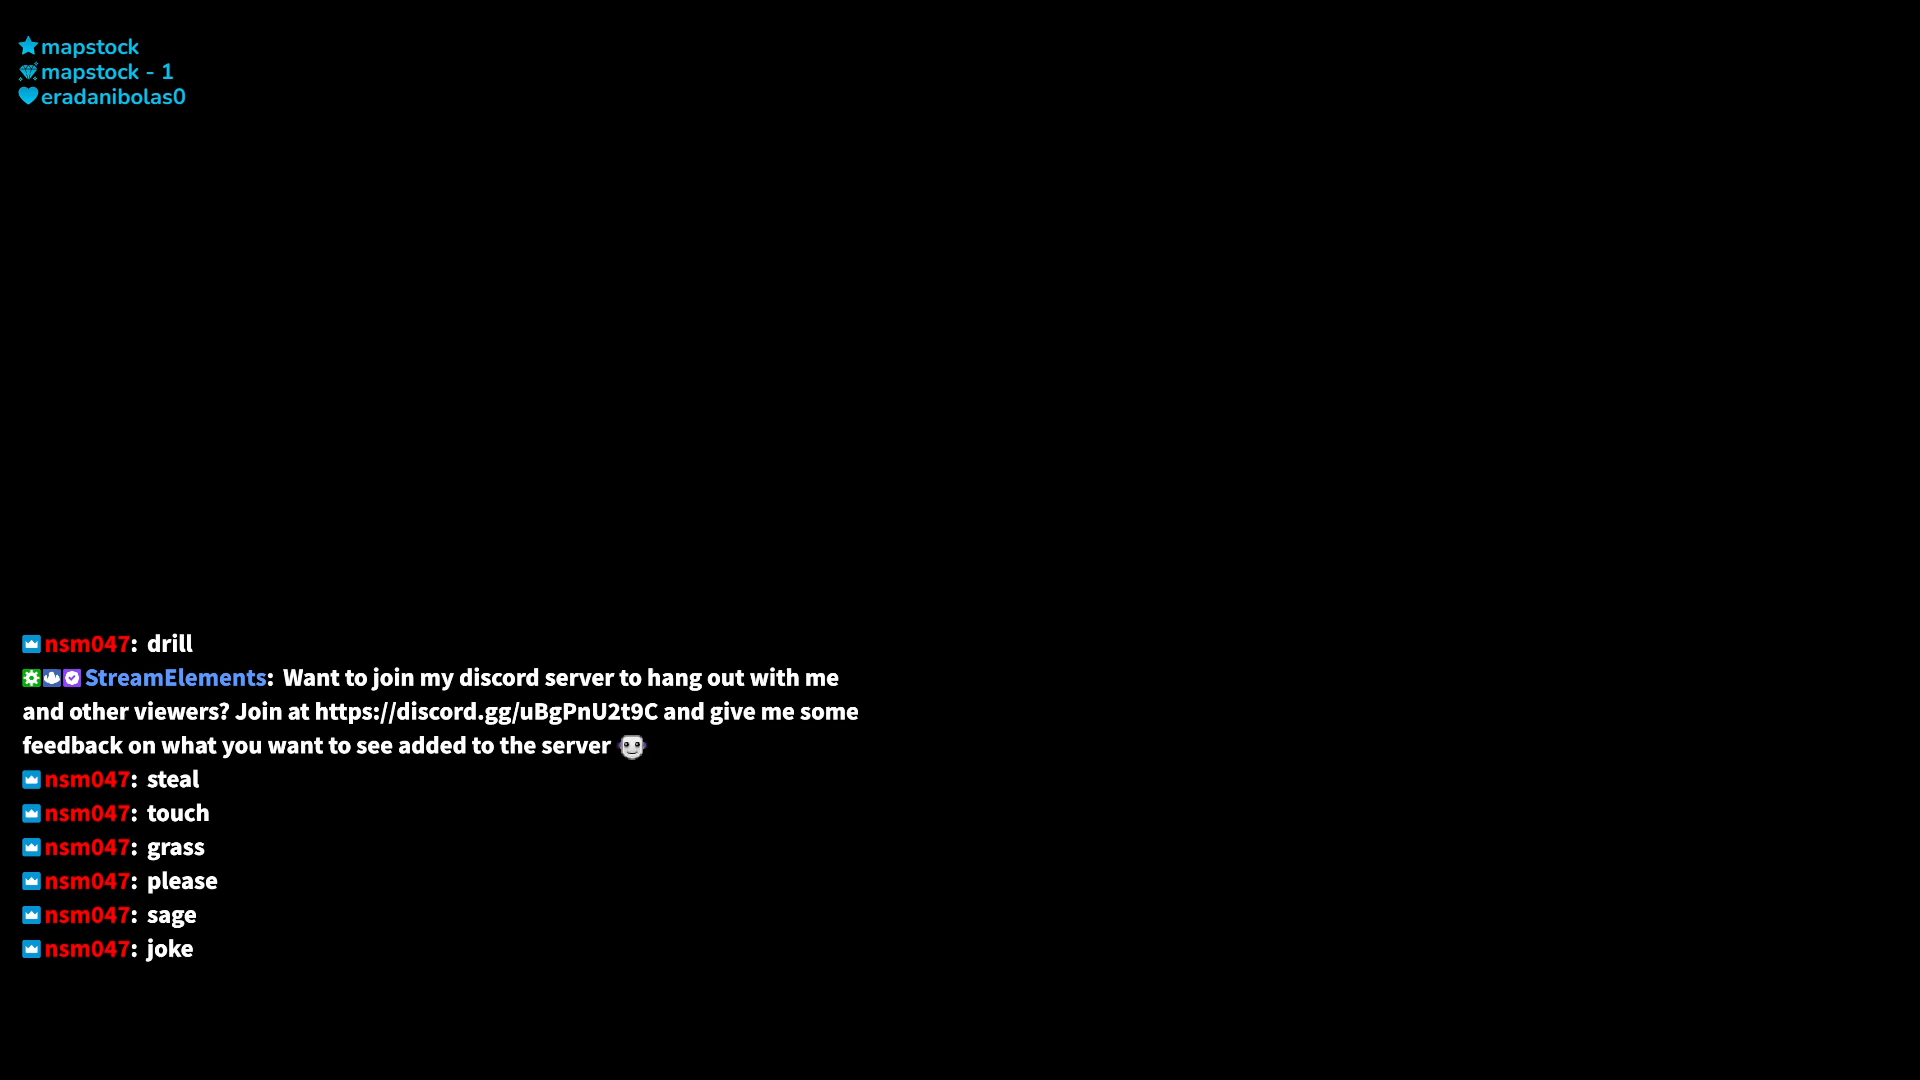 mapstock
mapstock - 1
eradanibolas0
nsm047: drill
StreamElements: Want to join my discord server to hang out with me
and other viewers? Join at https://discord.gg/uBgPnU2t9C and give me some
feedback on what you want to see added to the server
nsm047: steal
nsm047: touch
nsm047: grass
nsm047: please
nsm047: sage
nsm047: joke